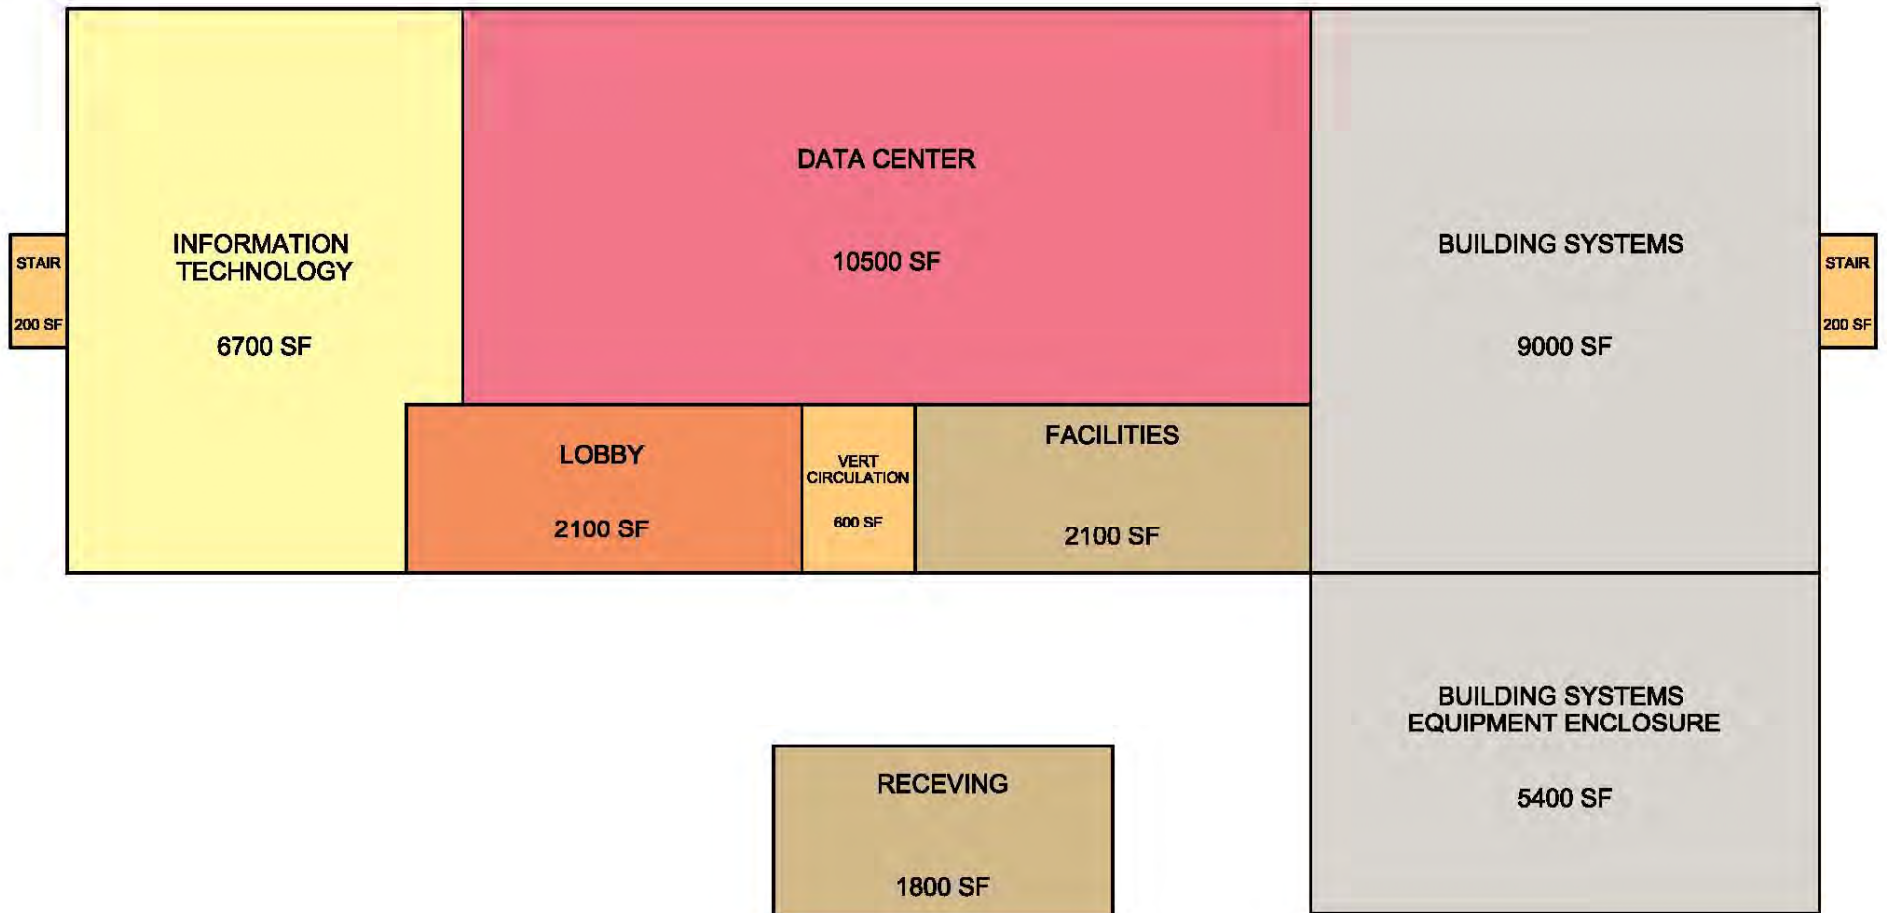 STAIR
200 SF
INFORMATION
TECHNOLOGY
6700 SF
DATA CENTER
10500 SF
BUILDING SYSTEMS
9000 SF
STAIR
200 SF
LOBBY
2100 SF
VERT
CIRCULATION
600 SF
FACILITIES
2100 SF
RECEVING
1800 SF
BUILDING SYSTEMS
EQUIPMENT ENCLOSURE
5400 SF